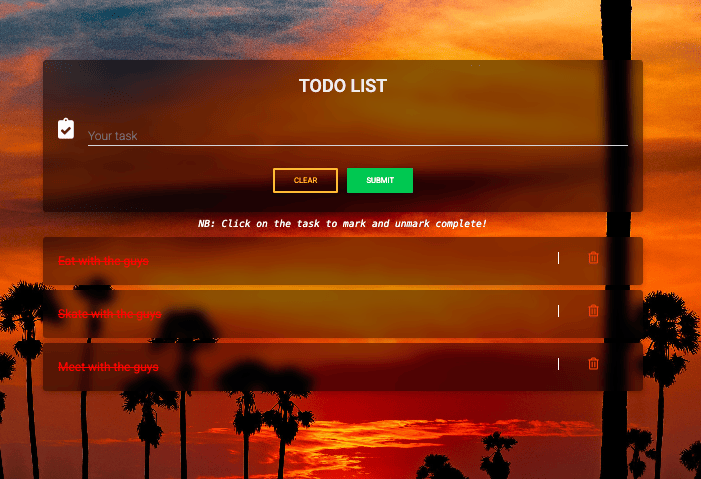 TODO LIST
Your task
CLEAR
SUBMIT
NB: Click on the task to mark and unmark complete!
Eat with the guys
Skate with the guys
Meet with the guys